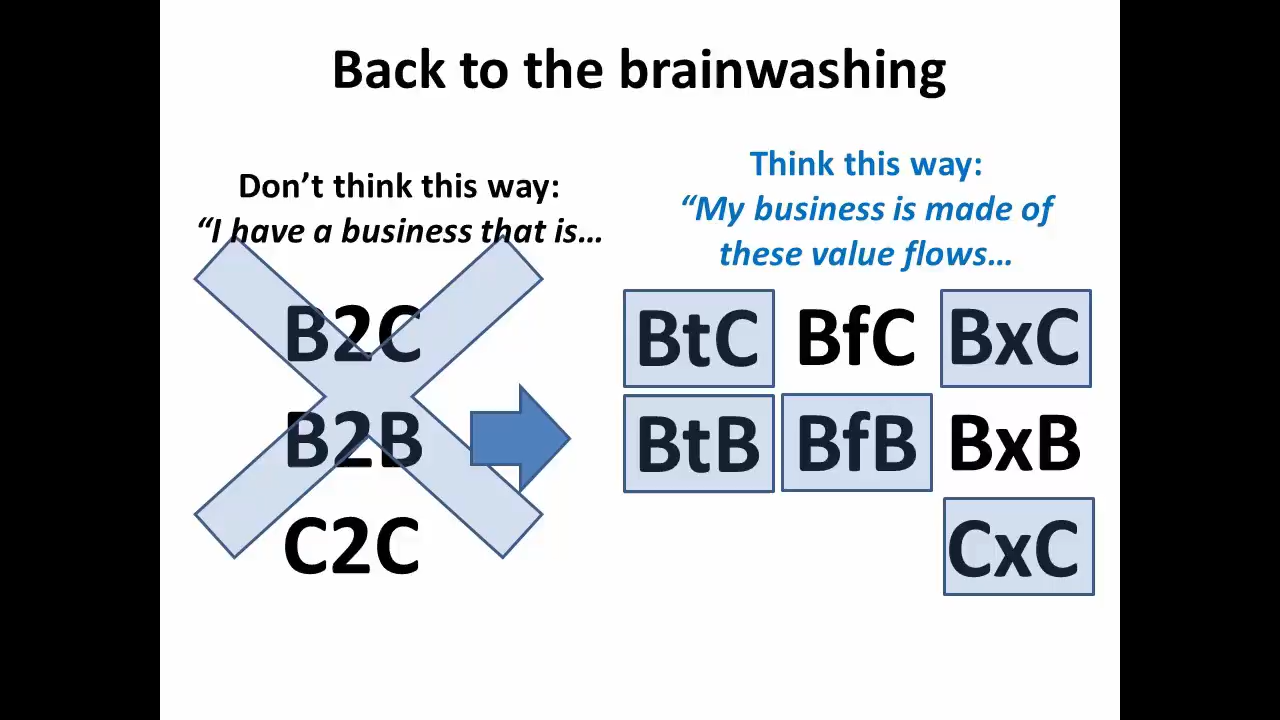 Back to the brainwashing
Don’t think this way:
“I have a business that is…
B2C
B2B
C2C
Think this way:
“My business is made of
these value flows…
BtC BfC BxC
BtB BfB BxB
CxC